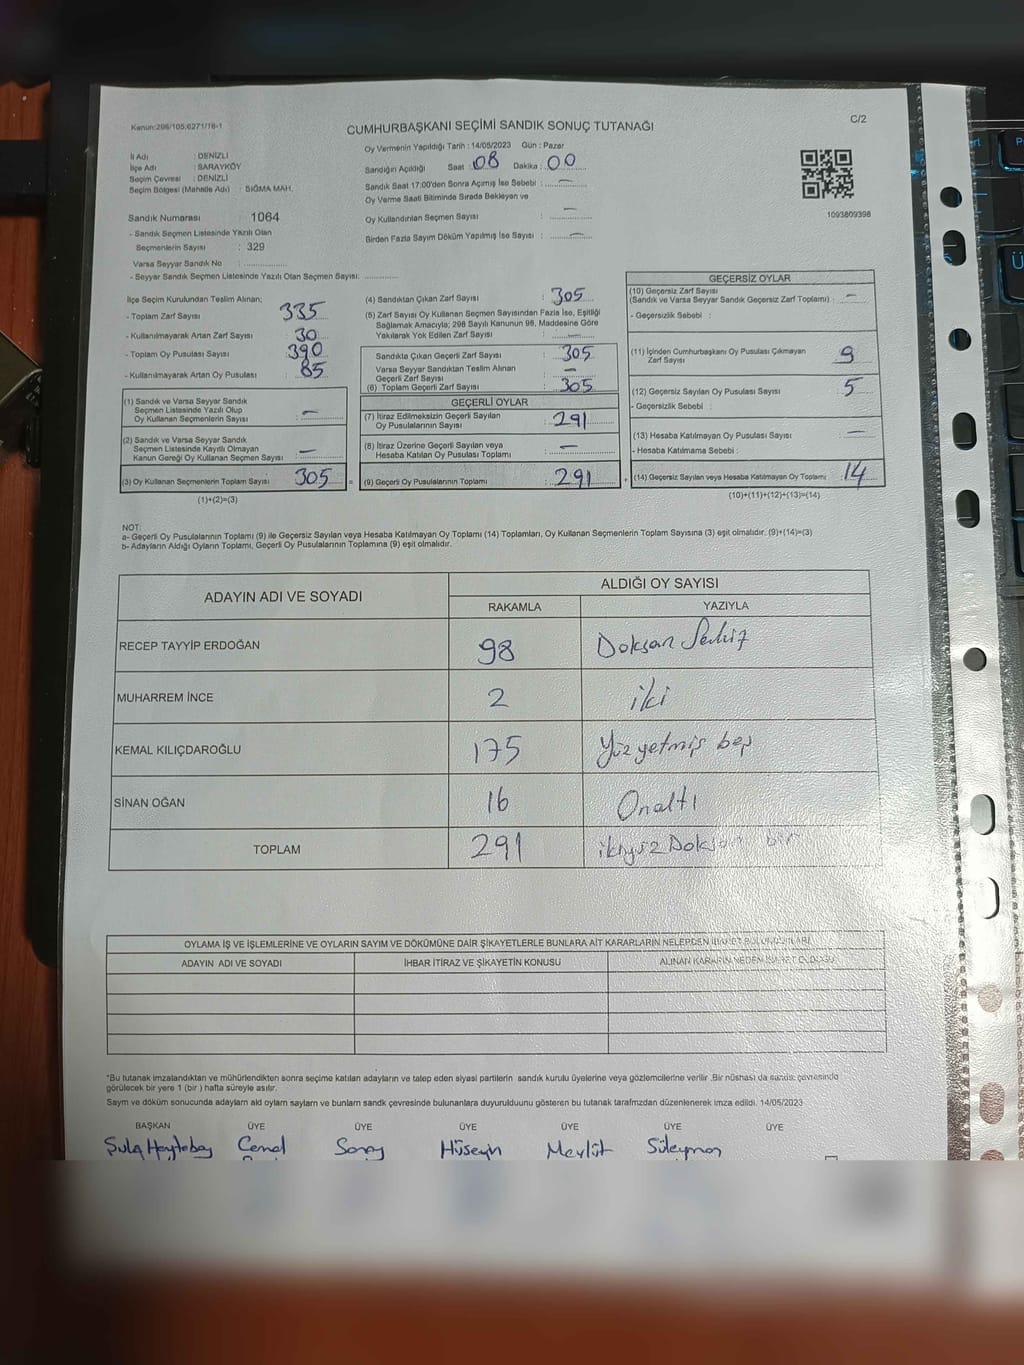 Kanun:298/105;6271/16-1
CUMHURBAŞKANI SEÇİMİ SANDIK SONUÇ TUTANAĞI
C/2
İl Adı : DENİZLİ
İlçe Adı : SARAYKÖY
Seçim Çevresi : DENİZLİ
Seçim Bölgesi (Mahalle Adı) : SIĞMA MAH.
Sandık Numarası 1064
- Sandık Seçmen Listesinde Yazılı Olan
Seçmenlerin Sayısı : 329
Varsa Seyyar Sandık No :
- Seyyar Sandık Seçmen Listesinde Yazılı Olan Seçmen Sayısı:
Oy Vermenin Yapıldığı Tarih : 14/05/2023 Gün : Pazar
Sandığın Açıldığı Saat : 08 Dakika : 00
Sandık Saat 17:00'den Sonra Açımış İse Sebebi : —
Oy Verme Saati Bitiminde Sırada Bekleyen ve
Oy Kullandırılan Seçmen Sayısı : —
Birden Fazla Sayım Döküm Yapılmış İse Sayısı : —
1093809398
İlçe Seçim Kurulundan Teslim Alınan;
- Toplam Zarf Sayısı : 335
- Kullanılmayarak Artan Zarf Sayısı : 30
- Toplam Oy Pusulası Sayısı : 390
- Kullanılmayarak Artan Oy Pusulası : 85
(1) Sandık ve Varsa Seyyar Sandık
Seçmen Listesinde Yazılı Olup
Oy Kullanan Seçmenlerin Sayısı : —
(2) Sandık ve Varsa Seyyar Sandık
Seçmen Listesinde Kayıtlı Olmayan
Kanun Gereği Oy Kullanan Seçmen Sayısı : —
(3) Oy Kullanan Seçmenlerin Toplam Sayısı : 305 =
(1)+(2)=(3)
(4) Sandıktan Çıkan Zarf Sayısı : 305
(5) Zarf Sayısı Oy Kullanan Seçmen Sayısından Fazla İse, Eşitliği
Sağlamak Amacıyla; 298 Sayılı Kanunun 98. Maddesine Göre
Yakılarak Yok Edilen Zarf Sayısı : —
Sandıkta Çıkan Geçerli Zarf Sayısı : 305
Varsa Seyyar Sandıktan Teslim Alınan
Geçerli Zarf Sayısı : —
(6) Toplam Geçerli Zarf Sayısı : 305
GEÇERLİ OYLAR
(7) İtiraz Edilmeksizin Geçerli Sayılan
Oy Pusulalarının Sayısı : 291
(8) İtiraz Üzerine Geçerli Sayılan veya
Hesaba Katılan Oy Pusulası Toplamı : —
(9) Geçerli Oy Pusulalarının Toplamı : 291 +
GEÇERSİZ OYLAR
(10) Geçersiz Zarf Sayısı
(Sandık ve Varsa Seyyar Sandık Geçersiz Zarf Toplamı) : —
- Geçersizlik Sebebi :
(11) İçinden Cumhurbaşkanı Oy Pusulası Çıkmayan
Zarf Sayısı : 9
(12) Geçersiz Sayılan Oy Pusulası Sayısı : 5
- Geçersizlik Sebebi :
(13) Hesaba Katılmayan Oy Pusulası Sayısı : —
- Hesaba Katılmama Sebebi :
(14) Geçersiz Sayılan veya Hesaba Katılmayan Oy Toplamı : 14
(10)+(11)+(12)+(13)=(14)
NOT:
a- Geçerli Oy Pusulalarının Toplamı (9) ile Geçersiz Sayılan veya Hesaba Katılmayan Oy Toplamı (14) Toplamları, Oy Kullanan Seçmenlerin Toplam Sayısına (3) eşit olmalıdır. (9)+(14)=(3)
b- Adayların Aldığı Oyların Toplamı, Geçerli Oy Pusulalarının Toplamına (9) eşit olmalıdır.
ADAYIN ADI VE SOYADI ALDIĞI OY SAYISI
RAKAMLA YAZIYLA
RECEP TAYYİP ERDOĞAN 98 Doksan Sekiz
MUHARREM İNCE 2 iki
KEMAL KILIÇDAROĞLU 175 Yüz yetmiş beş
SİNAN OĞAN 16 Onaltı
TOPLAM 291 ikiyüz Doksan bir
OYLAMA İŞ VE İŞLEMLERİNE VE OYLARIN SAYIM VE DÖKÜMÜNE DAİR ŞİKAYETLERLE BUNLARA AİT KARARLARIN NELERDEN İBARET BULUNDUKLARI
ADAYIN ADI VE SOYADI İHBAR İTİRAZ VE ŞİKAYETİN KONUSU ALINAN KARARIN NEDEN İBARET OLDUĞU
*Bu tutanak imzalandıktan ve mühürlendikten sonra seçime katılan adayların ve talep eden siyasi partilerin sandık kurulu üyelerine veya gözlemcilerine verilir .Bir nüshası da sandık çevresinde
görülecek bir yere 1 (bir ) hafta süreyle asılır.
Sayım ve döküm sonucunda adayların ald oyların sayların ve bunların sandk çevresinde bulunanlara duyurulduunu gösteren bu tutanak tarafmzdan düzenlenerek imza edildi. 14/05/2023
BAŞKAN ÜYE ÜYE ÜYE ÜYE ÜYE ÜYE
Cemal Soray Hüseyin Mevlüt Süleyman